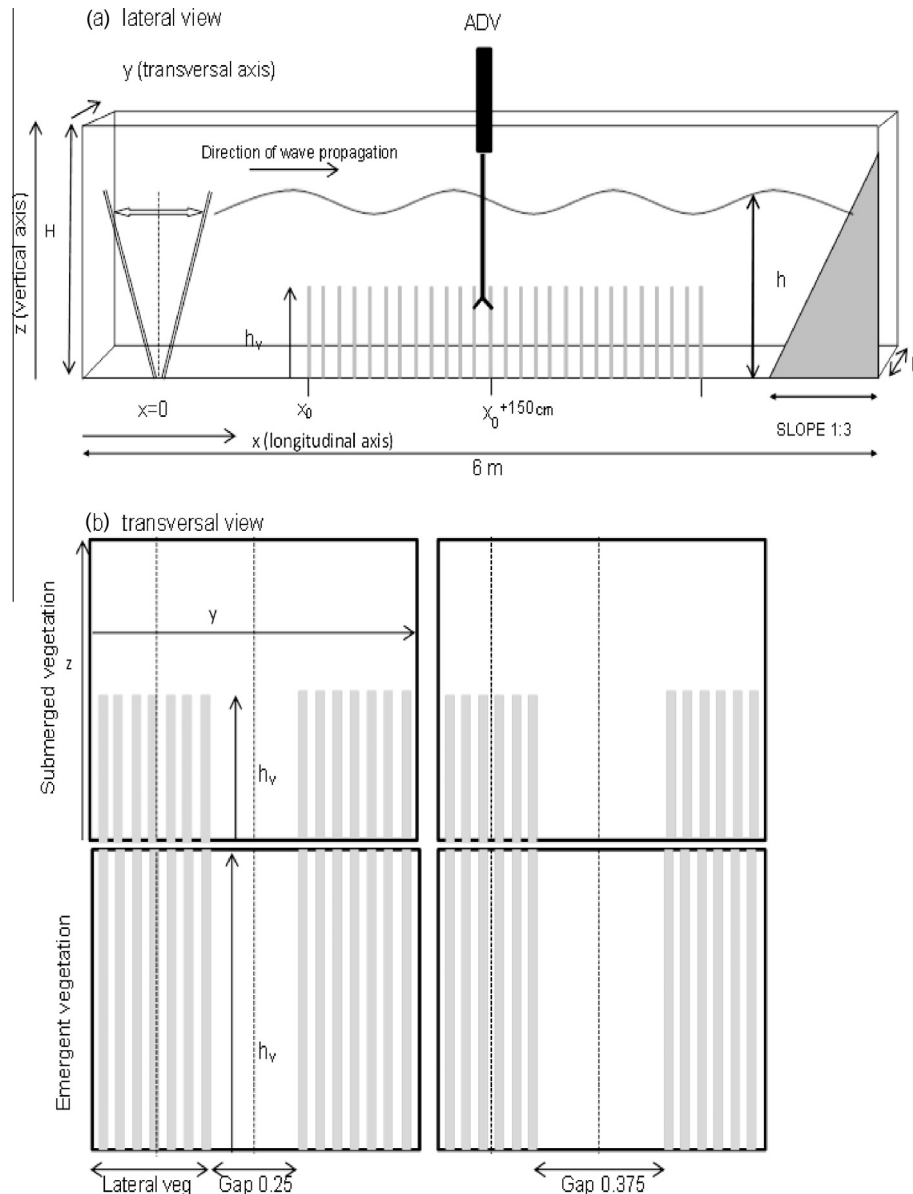 (a) lateral view
ADV
y (transversal axis)
Direction of wave propagation
z (vertical axis)
H
h
hv
x=0
x0
x0+150cm
SLOPE 1:3
x (longitudinal axis)
6 m
(b) transversal view
Submerged vegetation
z
y
hv
Emergent vegetation
hv
Lateral veg
Gap 0.25
Gap 0.375